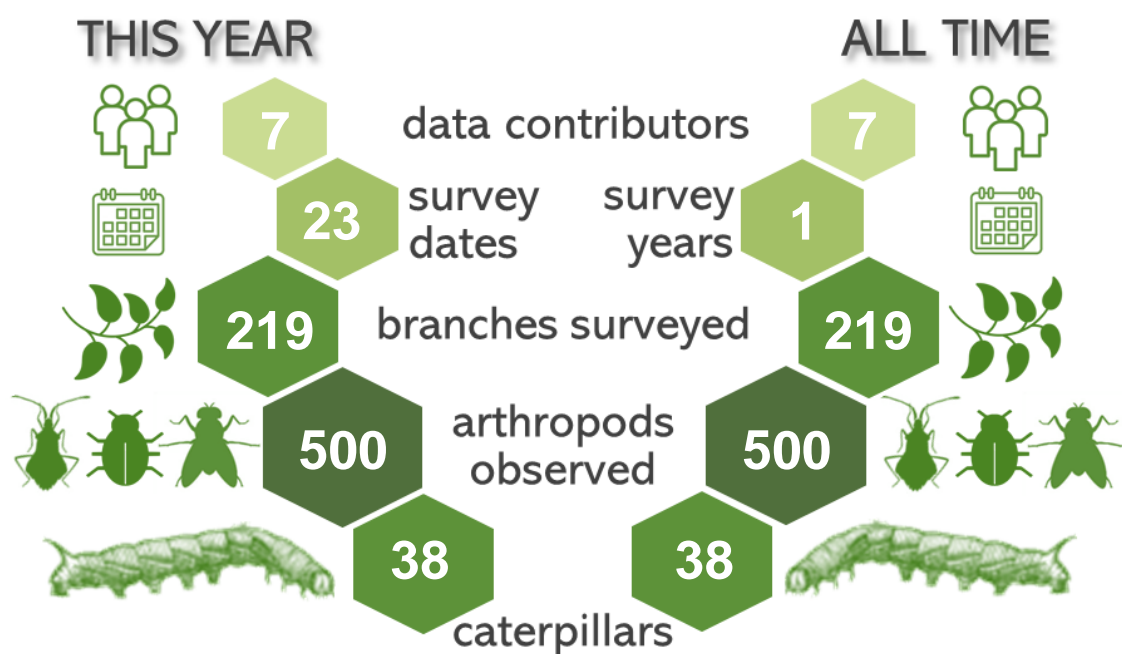 THIS YEAR
ALL TIME
7 data contributors 7
23 survey dates
survey years 1
219 branches surveyed 219
500 arthropods observed 500
38 caterpillars 38